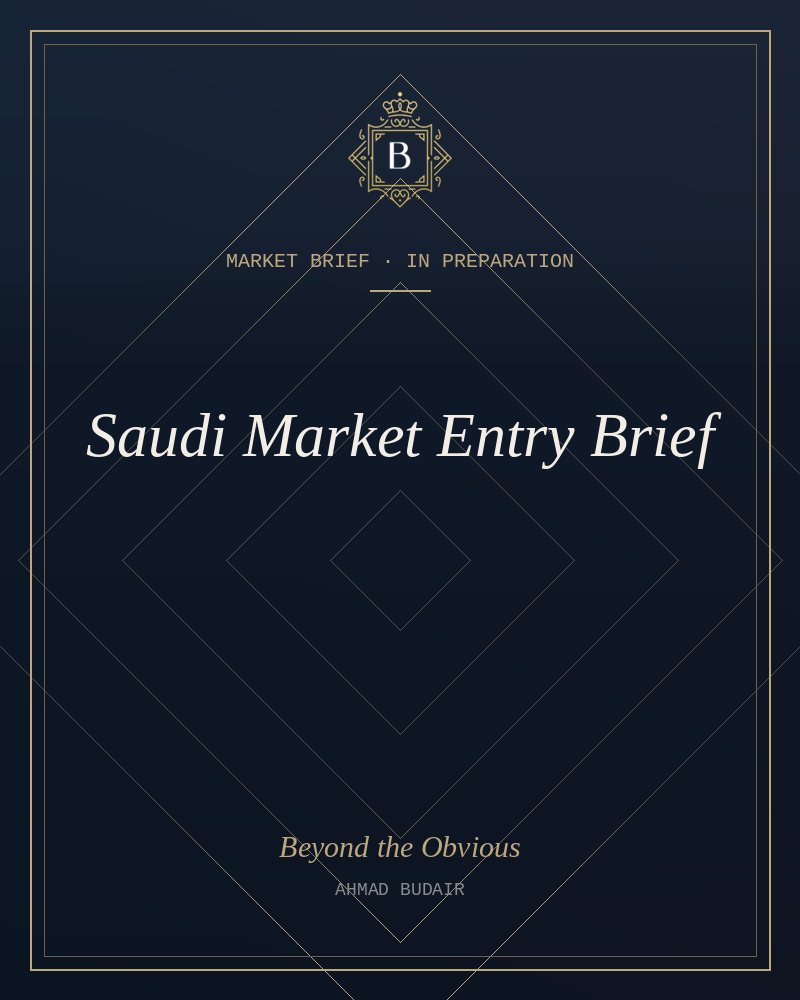 B
MARKET BRIEF · IN PREPARATION
Saudi Market Entry Brief
Beyond the Obvious
AHMAD BUDAIR